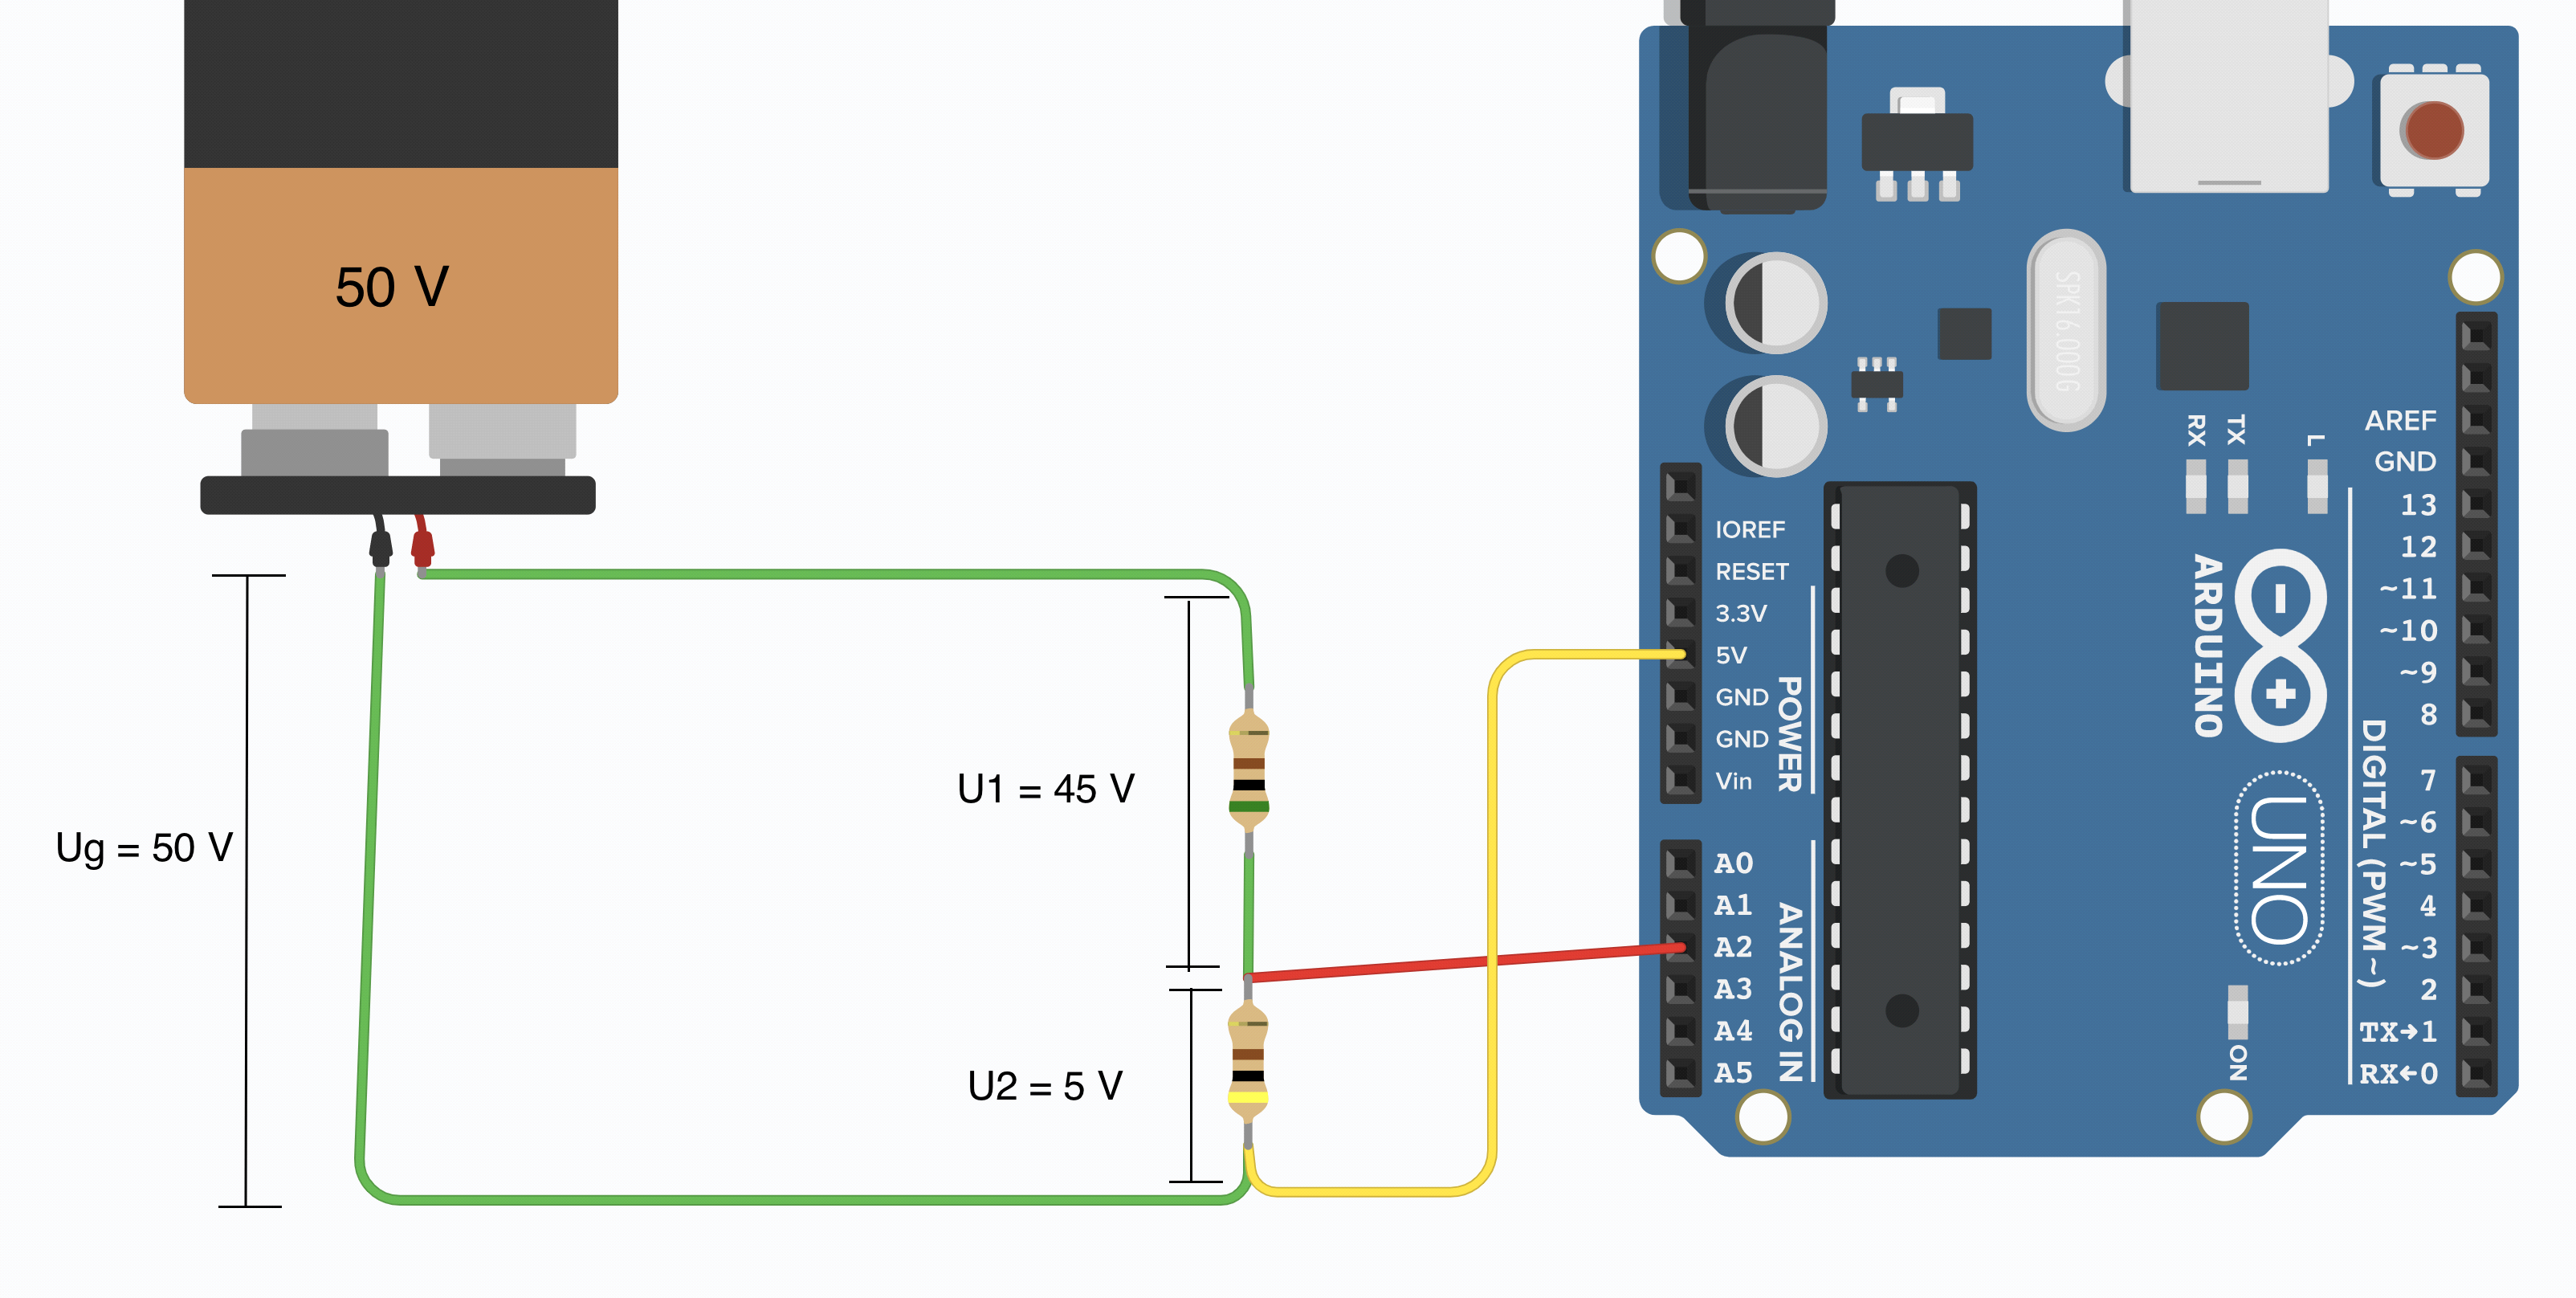 50 V
Ug = 50 V
U1 = 45 V
U2 = 5 V
SPK16.000G
RX
TX
L
AREF
GND
13
12
~11
~10
~9
8
7
~6
~5
4
~3
2
TX→1
RX←0
IOREF
RESET
3.3V
5V
GND
GND
Vin
POWER
A0
A1
A2
A3
A4
A5
ANALOG IN
ARDUINO
UNO
DIGITAL (PWM ~)
ON